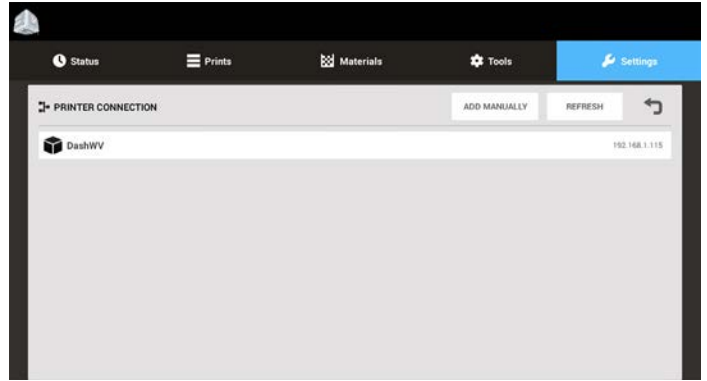 Status
Prints
Materials
Tools
Settings
PRINTER CONNECTION
ADD MANUALLY
REFRESH
DashWV
192.168.1.115